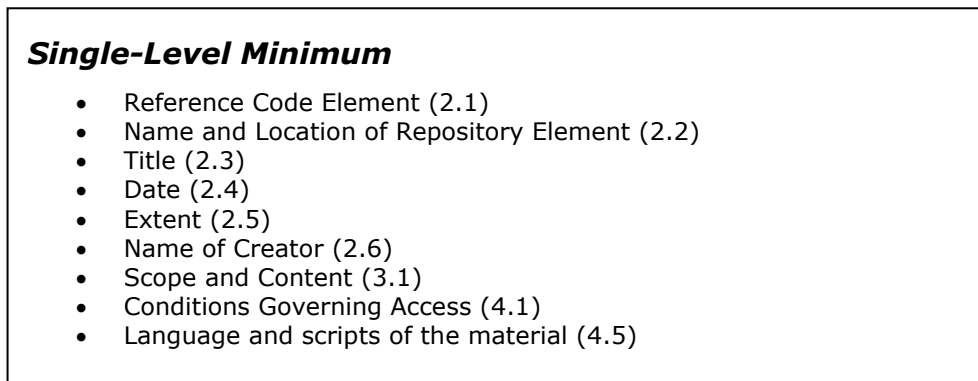 Single-Level Minimum
• Reference Code Element (2.1)
• Name and Location of Repository Element (2.2)
• Title (2.3)
• Date (2.4)
• Extent (2.5)
• Name of Creator (2.6)
• Scope and Content (3.1)
• Conditions Governing Access (4.1)
• Language and scripts of the material (4.5)